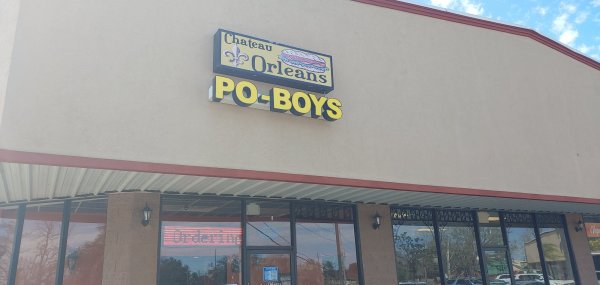 Chateau
Orleans
PO-BOYS
Ordering